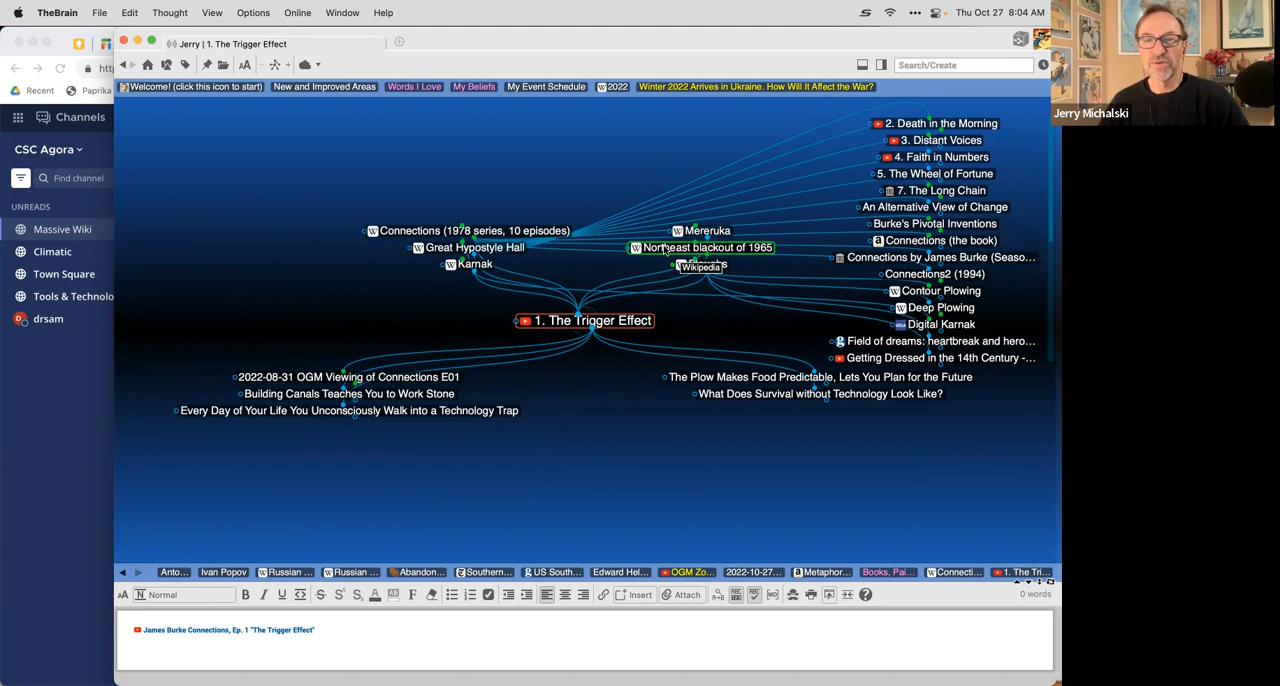 TheBrain File Edit Thought View Options Online Window Help
Thu Oct 27 8:04 AM
Jerry | 1. The Trigger Effect
Search/Create
Recent
Paprika
Welcome! (click this icon to start) New and Improved Areas Words I Love My Beliefs My Event Schedule 2022 Winter 2022 Arrives in Ukraine. How Will It Affect the War?
Jerry Michalski
Channels
CSC Agora
Find channel
UNREADS
Massive Wiki
Climatic
Town Square
Tools & Technolo
drsam
Connections (1978 series, 10 episodes)
Great Hypostyle Hall
Karnak
Mereruka
Northeast blackout of 1965
Wikipedia
1. The Trigger Effect
2. Death in the Morning
3. Distant Voices
4. Faith in Numbers
5. The Wheel of Fortune
7. The Long Chain
An Alternative View of Change
Burke's Pivotal Inventions
Connections (the book)
Connections by James Burke (Seaso...
Connections2 (1994)
Contour Plowing
Deep Plowing
Digital Karnak
Field of dreams: heartbreak and hero...
Getting Dressed in the 14th Century -...
2022-08-31 OGM Viewing of Connections E01
Building Canals Teaches You to Work Stone
Every Day of Your Life You Unconsciously Walk into a Technology Trap
The Plow Makes Food Predictable, Lets You Plan for the Future
What Does Survival without Technology Look Like?
Anto... Ivan Popov Russian ... Russian ... Abandon... Southern... US South... Edward Hel... OGM Zo... 2022-10-27... Metaphor... Books, Pai... Connecti... 1. The Tri...
Normal
Insert
Attach
0 words
James Burke Connections, Ep. 1 "The Trigger Effect"